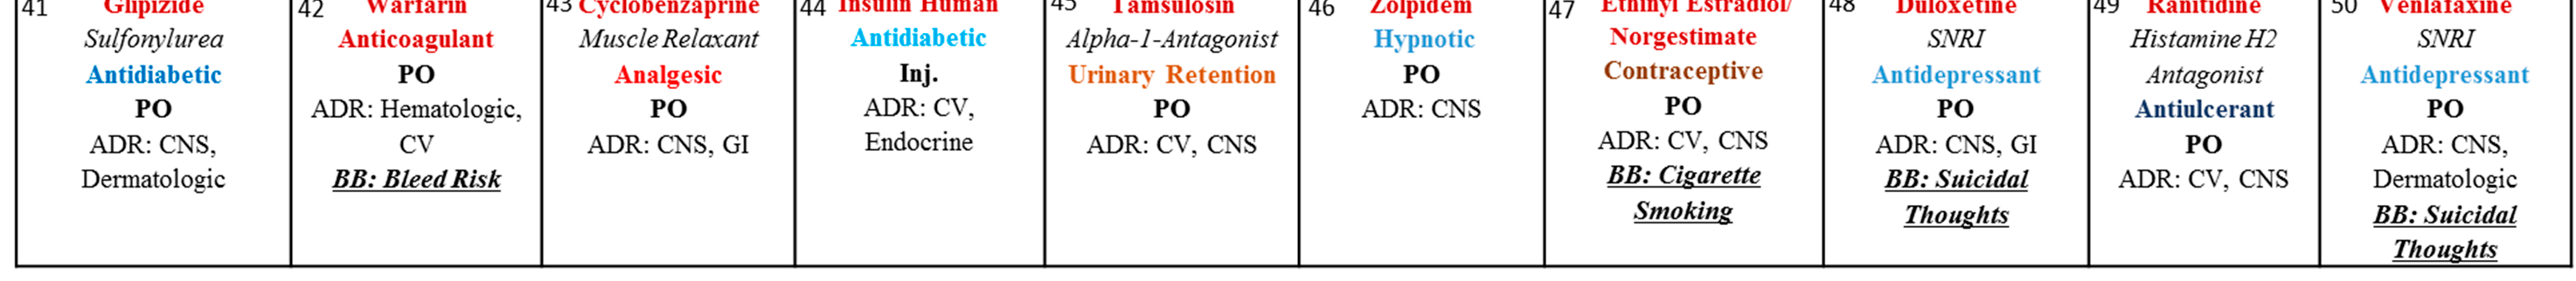 41 Glipizide
Sulfonylurea
Antidiabetic
PO
ADR: CNS,
Dermatologic
42 Warfarin
Anticoagulant
PO
ADR: Hematologic,
CV
BB: Bleed Risk
43 Cyclobenzaprine
Muscle Relaxant
Analgesic
PO
ADR: CNS, GI
44 Insulin Human
Antidiabetic
Inj.
ADR: CV,
Endocrine
45 Tamsulosin
Alpha-1-Antagonist
Urinary Retention
PO
ADR: CV, CNS
46 Zolpidem
Hypnotic
PO
ADR: CNS
47 Ethinyl Estradiol/
Norgestimate
Contraceptive
PO
ADR: CV, CNS
BB: Cigarette
Smoking
48 Duloxetine
SNRI
Antidepressant
PO
ADR: CNS, GI
BB: Suicidal
Thoughts
49 Ranitidine
Histamine H2
Antagonist
Antiulcerant
PO
ADR: CV, CNS
50 Venlafaxine
SNRI
Antidepressant
PO
ADR: CNS,
Dermatologic
BB: Suicidal
Thoughts